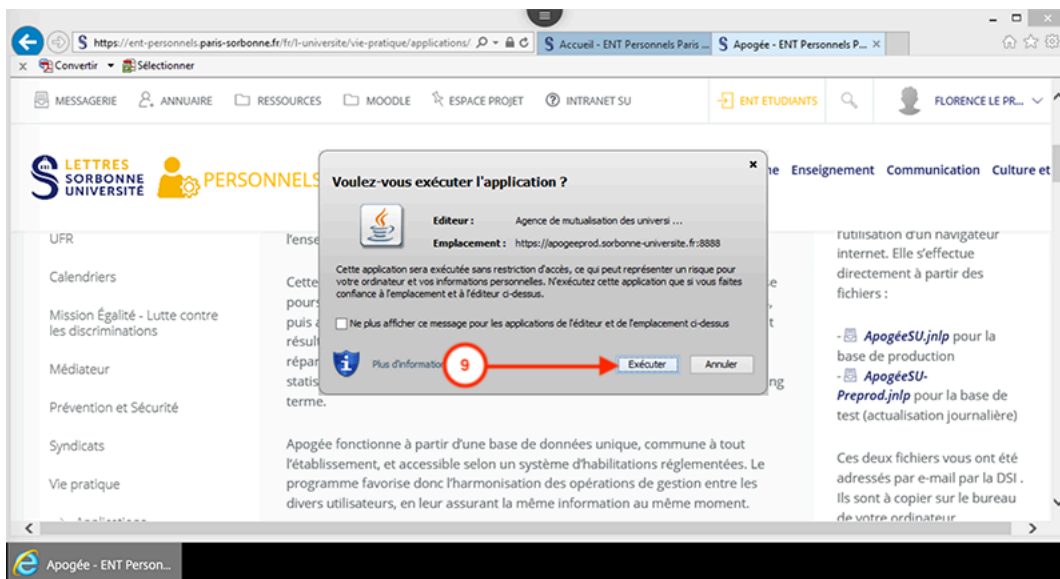 https://ent-personnels.paris-sorbonne.fr/fr/l-universite/vie-pratique/applications/
Accueil - ENT Personnels Paris ...
Apogée - ENT Personnels P...
Convertir
Sélectionner
MESSAGERIE
ANNUAIRE
RESSOURCES
MOODLE
ESPACE PROJET
INTRANET SU
ENT ETUDIANTS
FLORENCE LE PR...
LETTRES
SORBONNE
UNIVERSITÉ
PERSONNELS
Enseignement Communication Culture et
Voulez-vous exécuter l'application ?
Editeur : Agence de mutualisation des universi ...
Emplacement : https://apogeeprod.sorbonne-universite.fr:8888
Cette application sera exécutée sans restriction d'accès, ce qui peut représenter un risque pour
votre ordinateur et vos informations personnelles. N'exécutez cette application que si vous faites
confiance à l'emplacement et à l'éditeur ci-dessus.
Ne plus afficher ce message pour les applications de l'éditeur et de l'emplacement ci-dessus
Plus d'information
9
Exécuter
Annuler
UFR
Calendriers
Mission Égalité - Lutte contre
les discriminations
Médiateur
Prévention et Sécurité
Syndicats
Vie pratique
l'ense
Cette
pours
puis
résul
répar
statis
terme.
Apogée fonctionne à partir d'une base de données unique, commune à tout
l'établissement, et accessible selon un système d'habilitations réglementées. Le
programme favorise donc l'harmonisation des opérations de gestion entre les
divers utilisateurs, en leur assurant la même information au même moment.
l'utilisation d'un navigateur
internet. Elle s'effectue
directement à partir des
fichiers :
- ApogéeSU.jnlp pour la
base de production
- ApogéeSU-
Preprod.jnlp pour la base de
test (actualisation journalière)
Ces deux fichiers vous ont été
adressés par e-mail par la DSI .
Ils sont à copier sur le bureau
de votre ordinateur
Apogée - ENT Person...